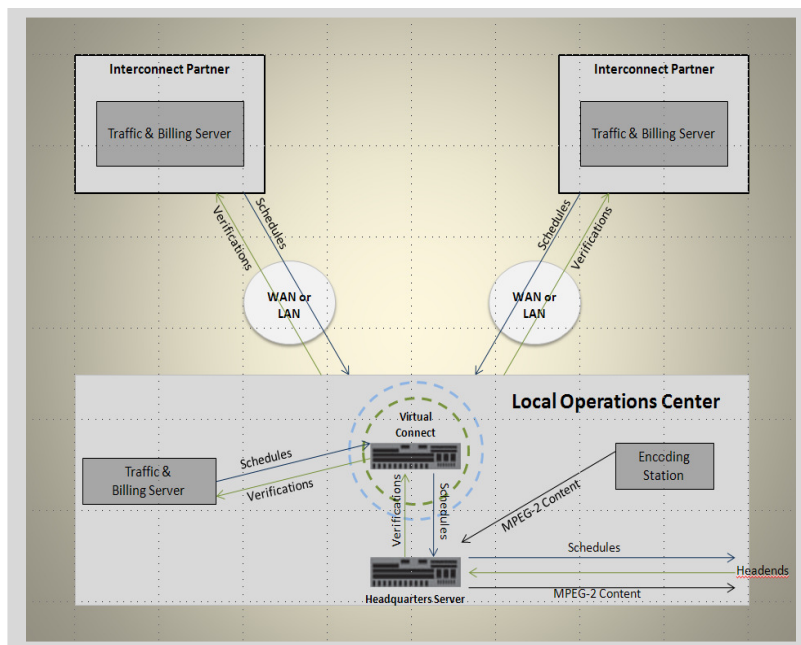 Interconnect Partner
Traffic & Billing Server
Interconnect Partner
Traffic & Billing Server
Schedules
Verifications
Schedules
Verifications
WAN or
LAN
WAN or
LAN
Local Operations Center
Virtual
Connect
Traffic &
Billing Server
Schedules
Verifications
Encoding
Station
MPEG-2 Content
Verifications
Schedules
Schedules
Headends
MPEG-2 Content
Headquarters Server